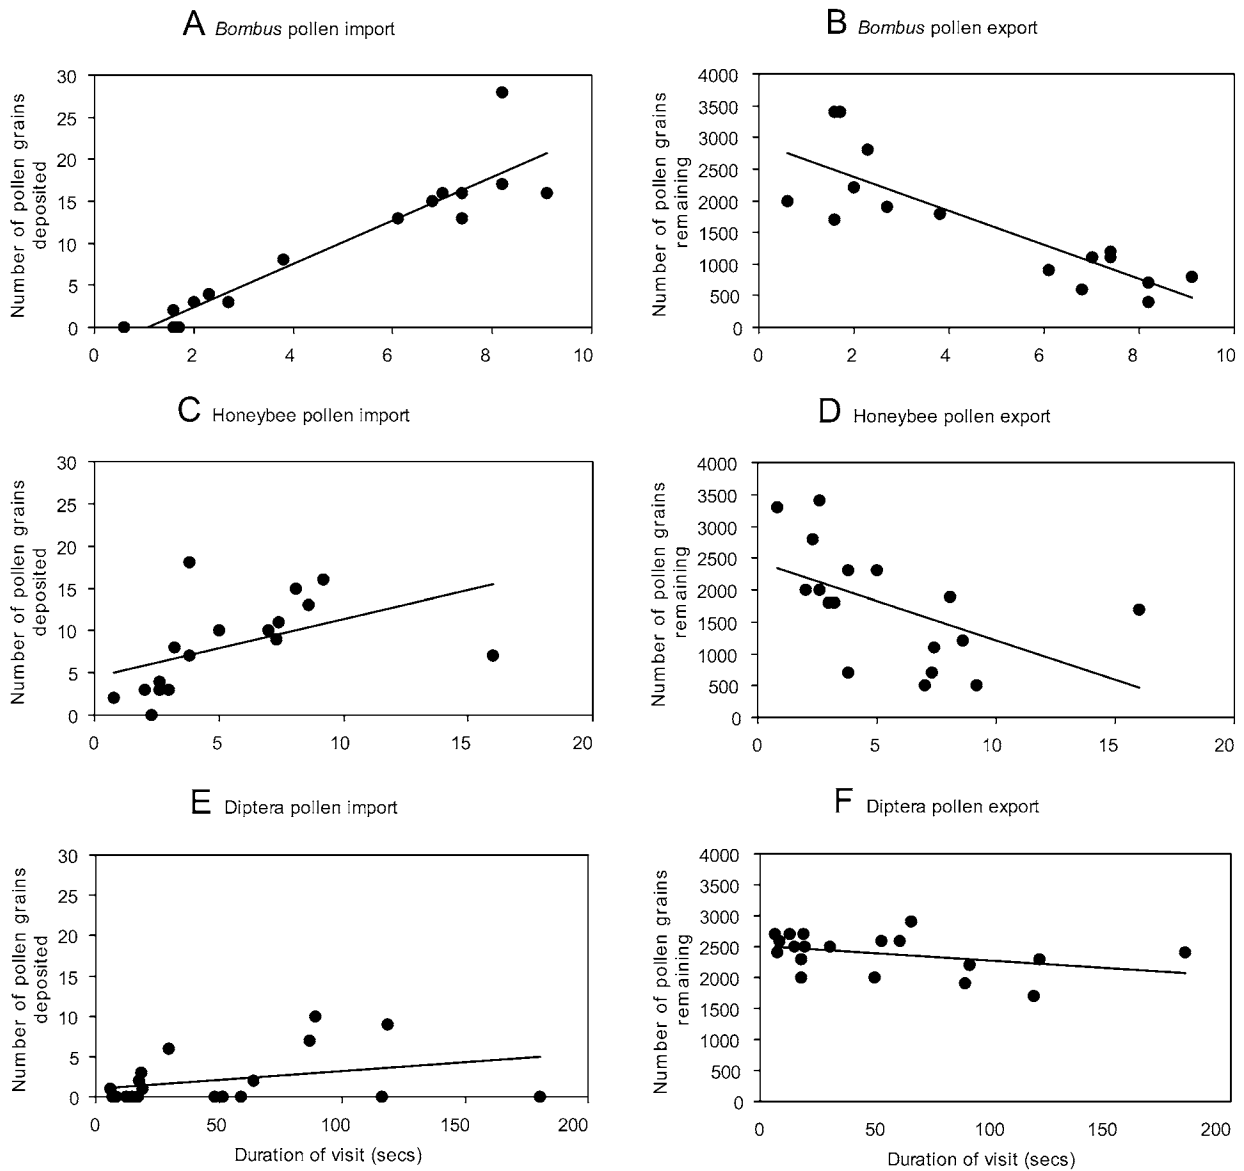 A Bombus pollen import
Number of pollen grains
deposited
30
25
20
15
10
5
0
0 2 4 6 8 10
B Bombus pollen export
Number of pollen grains
remaining
4000
3500
3000
2500
2000
1500
1000
500
0
0 2 4 6 8 10
C Honeybee pollen import
Number of pollen grains
deposited
30
25
20
15
10
5
0
0 5 10 15 20
D Honeybee pollen export
Number of pollen grains
remaining
4000
3500
3000
2500
2000
1500
1000
500
0
0 5 10 15 20
E Diptera pollen import
Number of pollen grains
deposited
30
25
20
15
10
5
0
0 50 100 150 200
Duration of visit (secs)
F Diptera pollen export
Number of pollen grains
remaining
4000
3500
3000
2500
2000
1500
1000
500
0
0 50 100 150 200
Duration of visit (secs)